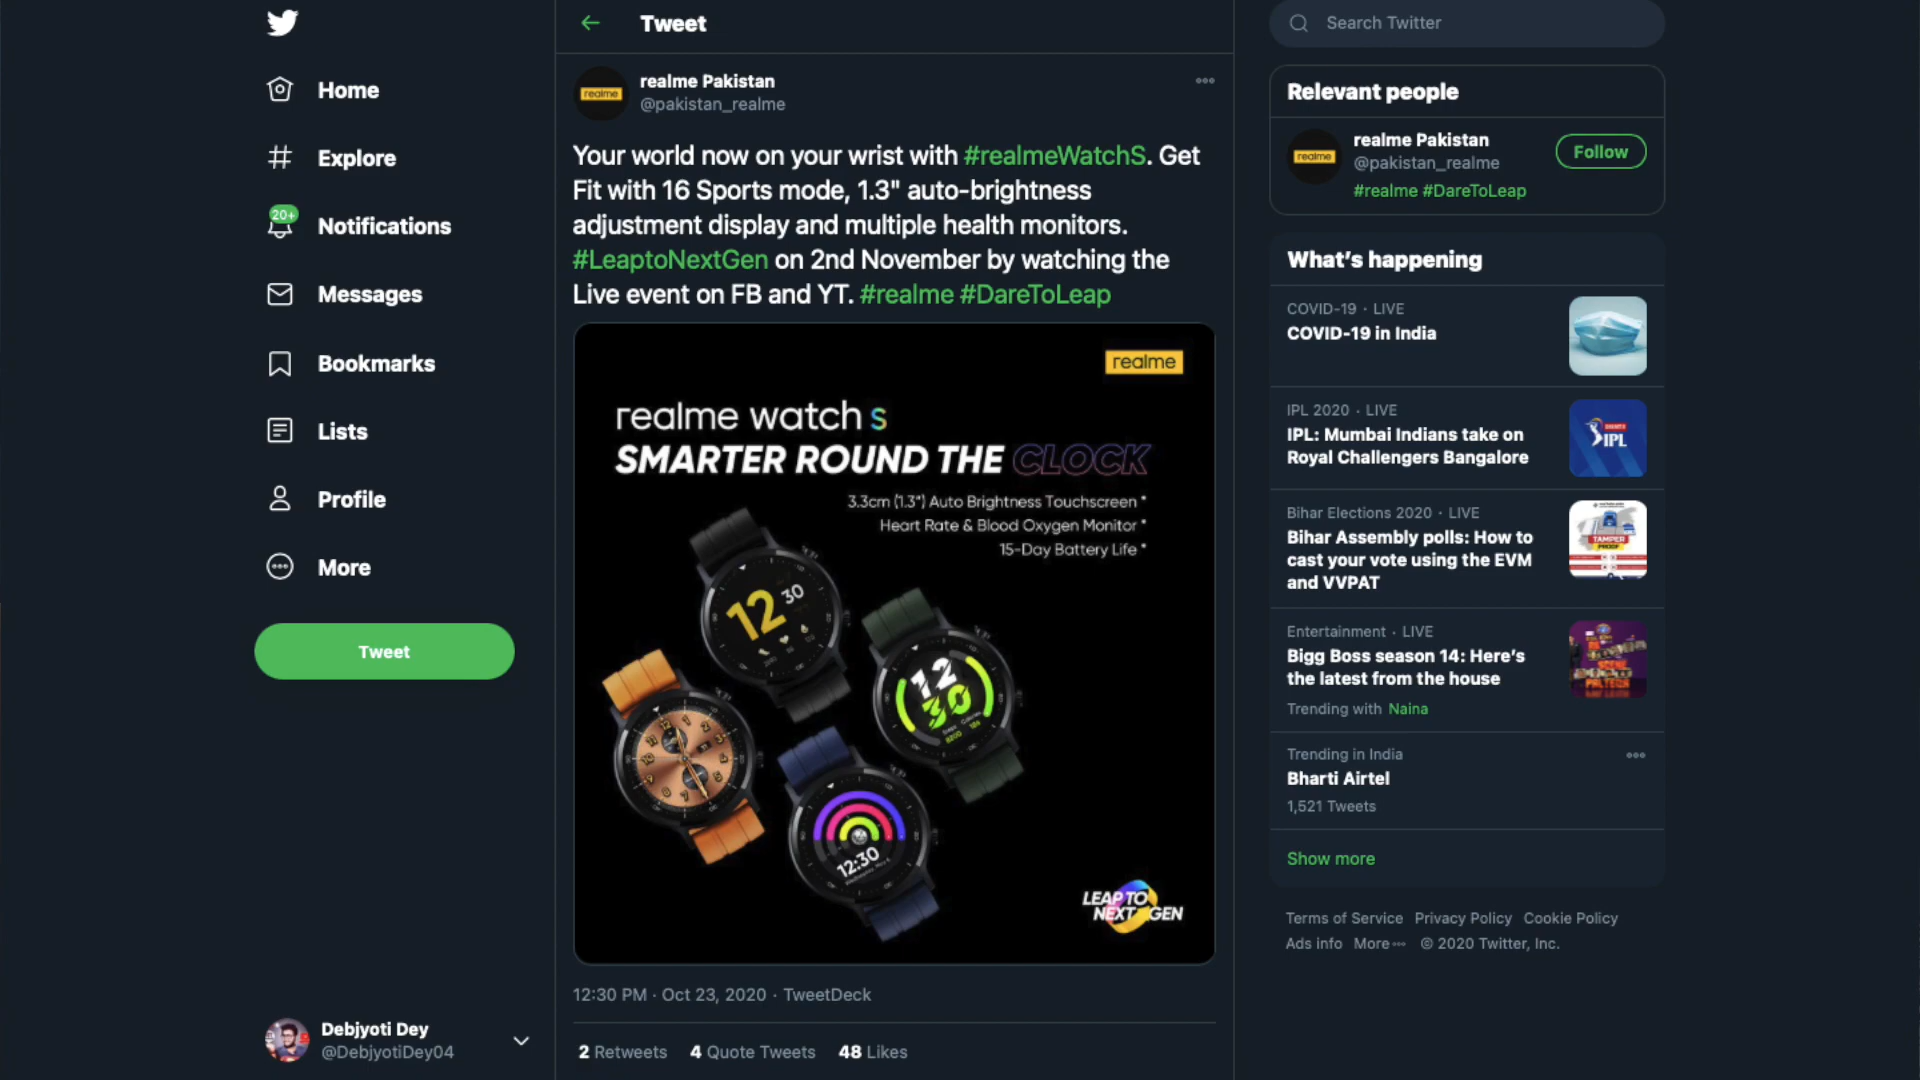 Home
Explore
20+
Notifications
Messages
Bookmarks
Lists
Profile
More
Tweet
Debjyoti Dey
@DebjyotiDey04
Tweet
realme
realme Pakistan
@pakistan_realme
Your world now on your wrist with #realmeWatchS. Get
Fit with 16 Sports mode, 1.3" auto-brightness
adjustment display and multiple health monitors.
#LeaptoNextGen on 2nd November by watching the
Live event on FB and YT. #realme #DareToLeap
realme
realme watch s
SMARTER ROUND THE CLOCK
3.3cm (1.3") Auto Brightness Touchscreen *
Heart Rate & Blood Oxygen Monitor *
15-Day Battery Life *
12 30
12
30
12:30
LEAP TO
NEXT GEN
12:30 PM · Oct 23, 2020 · TweetDeck
2 Retweets 4 Quote Tweets 48 Likes
Search Twitter
Relevant people
realme
realme Pakistan
@pakistan_realme
#realme #DareToLeap
Follow
What's happening
COVID-19 · LIVE
COVID-19 in India
IPL 2020 · LIVE
IPL: Mumbai Indians take on
Royal Challengers Bangalore
IPL
Bihar Elections 2020 · LIVE
Bihar Assembly polls: How to
cast your vote using the EVM
and VVPAT
TAMPER
PROOF
Entertainment · LIVE
Bigg Boss season 14: Here's
the latest from the house
Trending with Naina
Trending in India
Bharti Airtel
1,521 Tweets
Show more
Terms of Service Privacy Policy Cookie Policy
Ads info More ··· © 2020 Twitter, Inc.